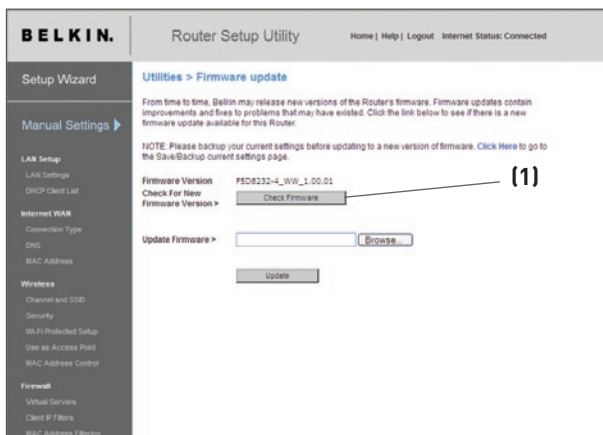 BELKIN.
Router Setup Utility
Home | Help | Logout Internet Status: Connected
Setup Wizard
Manual Settings
LAN Setup
LAN Settings
DHCP Client List
Internet WAN
Connection Type
DNS
MAC Address
Wireless
Channel and SSID
Security
Wi-Fi Protected Setup
Use as Access Point
MAC Address Control
Firewall
Virtual Servers
Client IP Filters
MAC Address Filtering
Utilities > Firmware update
From time to time, Belkin may release new versions of the Router's firmware. Firmware updates contain
improvements and fixes to problems that may have existed. Click the link below to see if there is a new
firmware update available for this Router.
NOTE: Please backup your current settings before updating to a new version of firmware. Click Here to go to
the Save/Backup current settings page.
Firmware Version F5D8232-4_WW_1.00.01
Check For New
Firmware Version >
Check Firmware
(1)
Update Firmware >
Browse...
Update